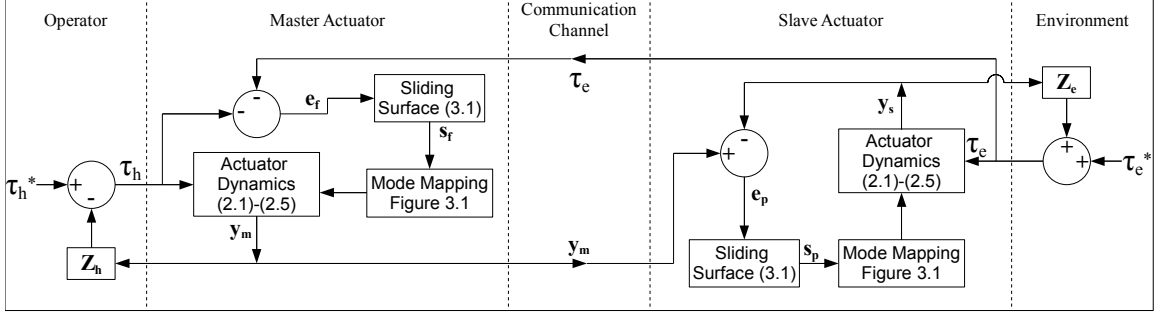 Operator
Master Actuator
Communication
Channel
Slave Actuator
Environment
τh*
+
-
τh
Zh
-
-
ef
Sliding
Surface (3.1)
sf
Mode Mapping
Figure 3.1
Actuator
Dynamics
(2.1)-(2.5)
ym
τe
ym
+
-
ep
Sliding
Surface (3.1)
sp
Mode Mapping
Figure 3.1
Actuator
Dynamics
(2.1)-(2.5)
ys
τe
Ze
+
+
τe*